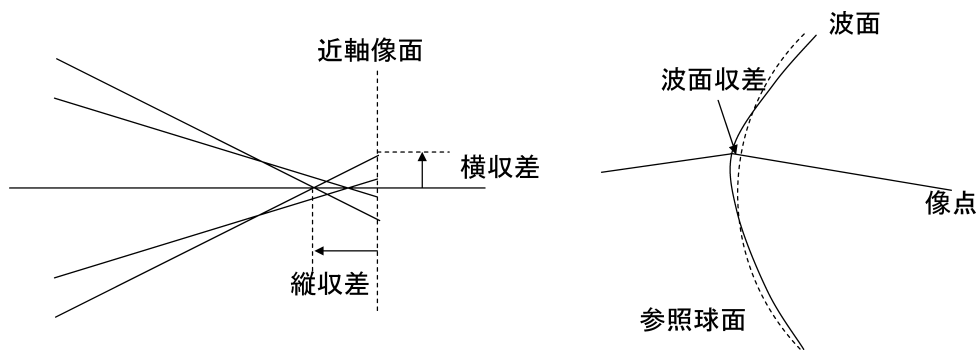 近軸像面
横収差
縦収差
波面
波面収差
像点
参照球面